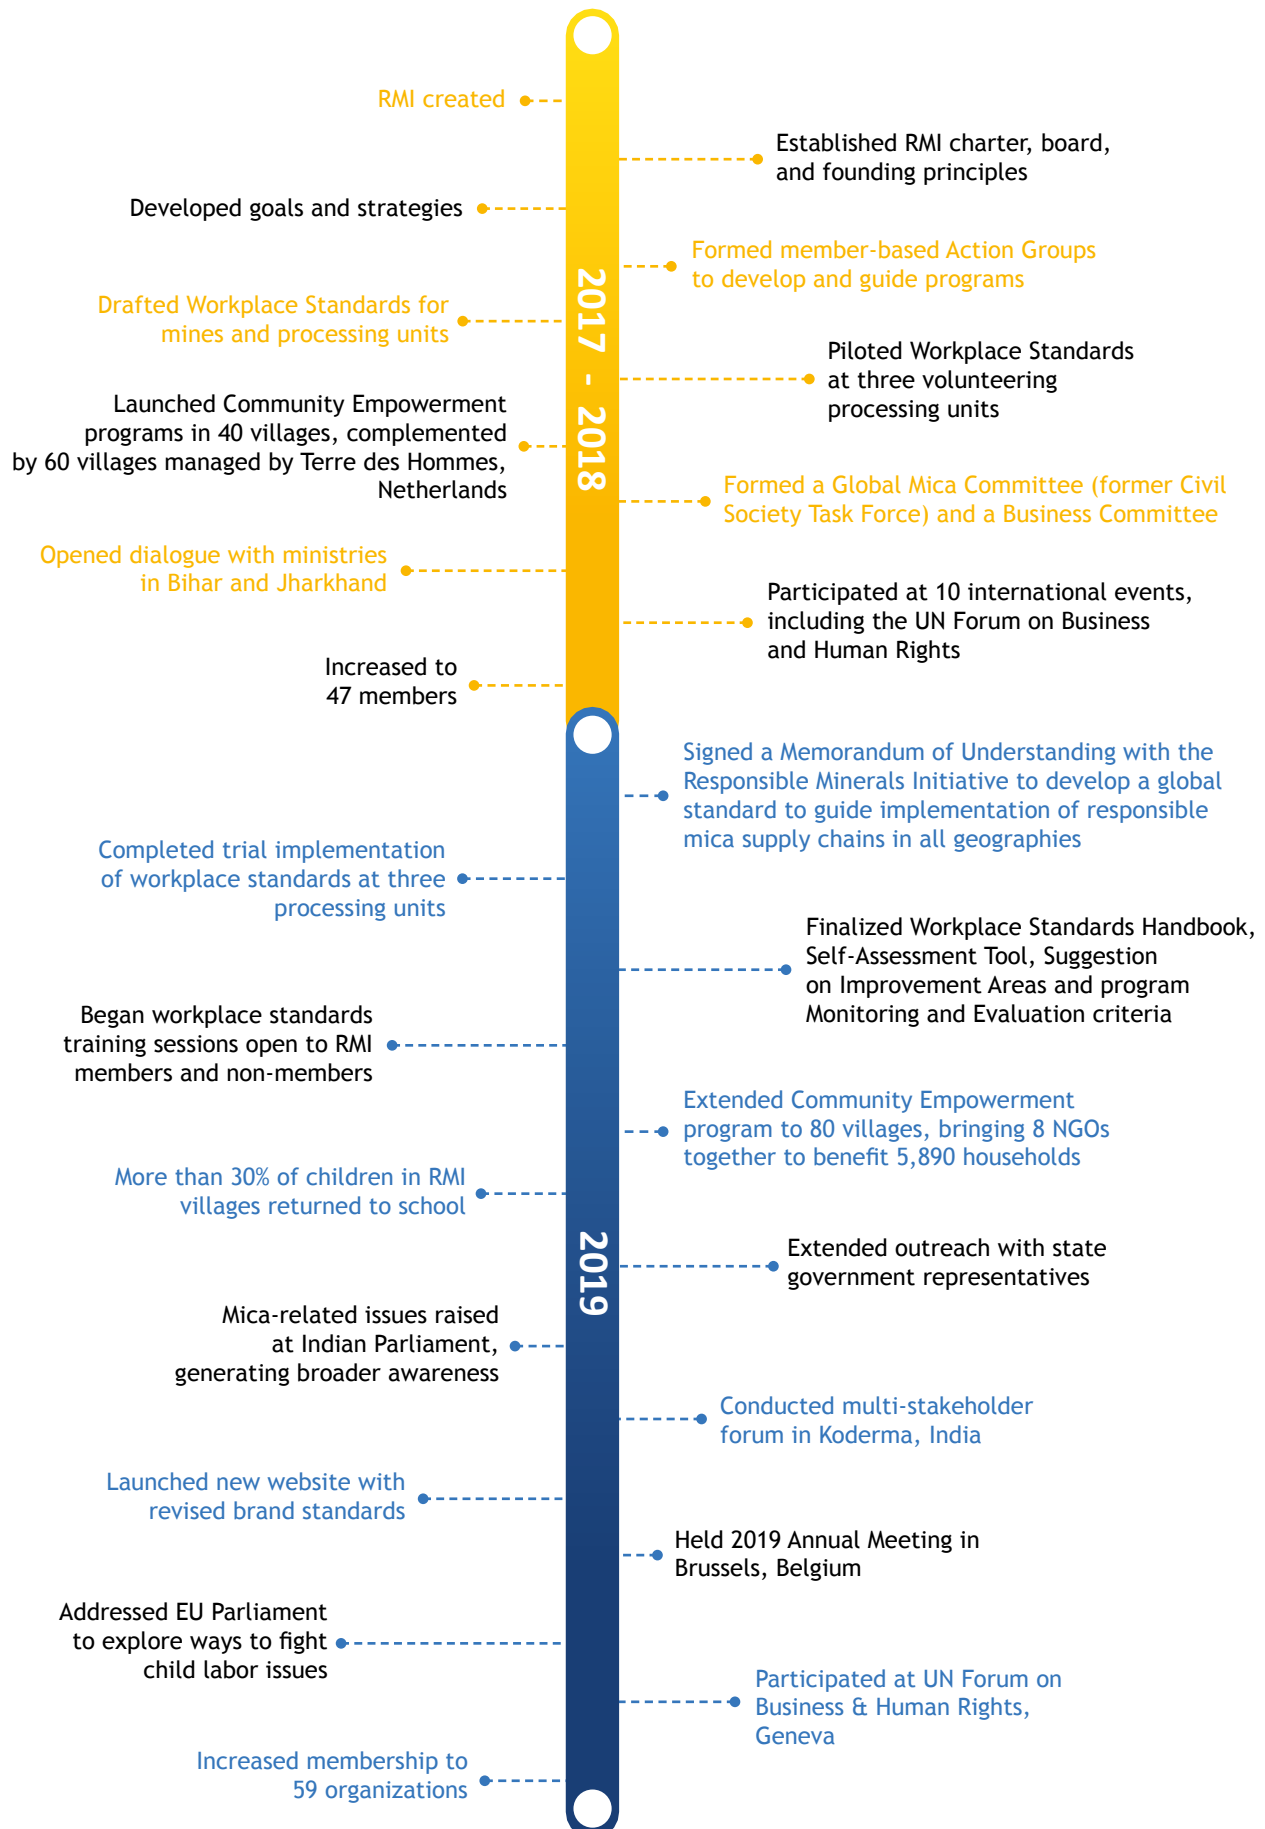 RMI created
Established RMI charter, board,
and founding principles
Developed goals and strategies
Formed member-based Action Groups
to develop and guide programs
Drafted Workplace Standards for
mines and processing units
2017 - 2018
Piloted Workplace Standards
at three volunteering
processing units
Launched Community Empowerment
programs in 40 villages, complemented
by 60 villages managed by Terre des Hommes,
Netherlands
Formed a Global Mica Committee (former Civil
Society Task Force) and a Business Committee
Opened dialogue with ministries
in Bihar and Jharkhand
Participated at 10 international events,
including the UN Forum on Business
and Human Rights
Increased to
47 members
Signed a Memorandum of Understanding with the
Responsible Minerals Initiative to develop a global
standard to guide implementation of responsible
mica supply chains in all geographies
Completed trial implementation
of workplace standards at three
processing units
Finalized Workplace Standards Handbook,
Self-Assessment Tool, Suggestion
on Improvement Areas and program
Monitoring and Evaluation criteria
Began workplace standards
training sessions open to RMI
members and non-members
Extended Community Empowerment
program to 80 villages, bringing 8 NGOs
together to benefit 5,890 households
More than 30% of children in RMI
villages returned to school
2019
Extended outreach with state
government representatives
Mica-related issues raised
at Indian Parliament,
generating broader awareness
Conducted multi-stakeholder
forum in Koderma, India
Launched new website with
revised brand standards
Held 2019 Annual Meeting in
Brussels, Belgium
Addressed EU Parliament
to explore ways to fight
child labor issues
Participated at UN Forum on
Business & Human Rights,
Geneva
Increased membership to
59 organizations